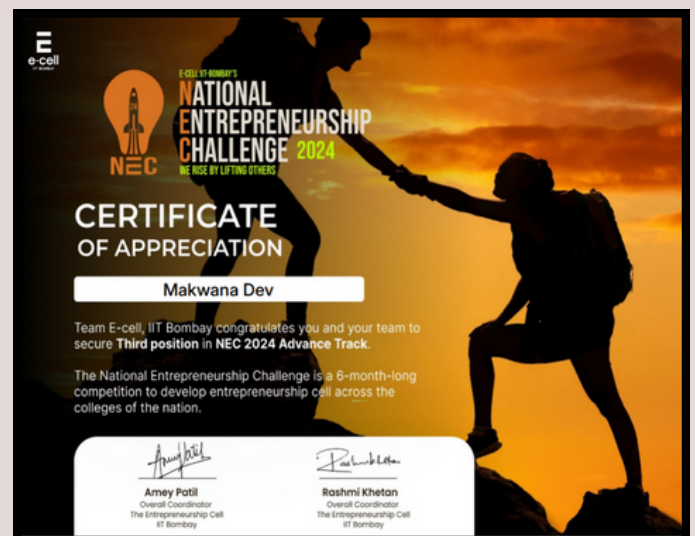 e-cell
IIT BOMBAY
E-CELL IIT-BOMBAY'S
NATIONAL
ENTREPRENEURSHIP
CHALLENGE 2024
WE RISE BY LIFTING OTHERS
NEC
CERTIFICATE
OF APPRECIATION
Makwana Dev
Team E-cell, IIT Bombay congratulates you and your team to
secure Third position in NEC 2024 Advance Track.
The National Entrepreneurship Challenge is a 6-month-long
competition to develop entrepreneurship cell across the
colleges of the nation.
Amey Patil
Rashmi Khetan
Overall Coordinator
Overall Coordinator
The Entrepreneurship Cell
The Entrepreneurship Cell
IIT Bombay
IIT Bombay